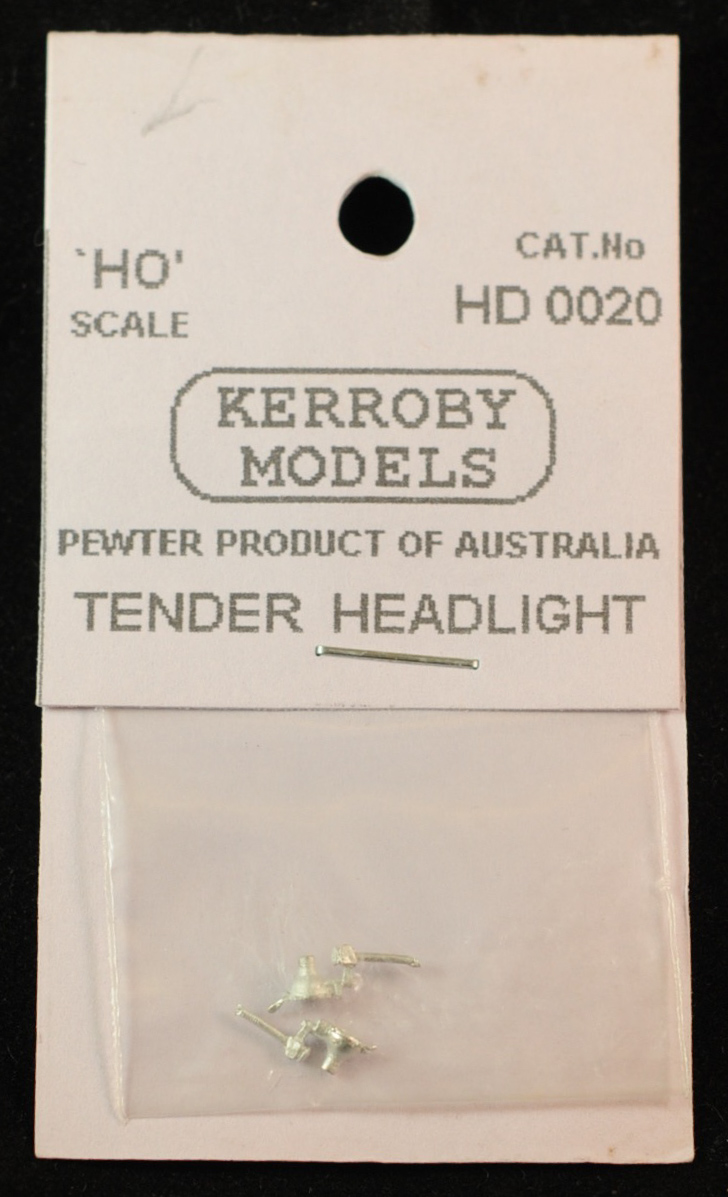 `HO'
SCALE
CAT.No
HD 0020
KERROBY
MODELS
PEWTER PRODUCT OF AUSTRALIA
TENDER HEADLIGHT